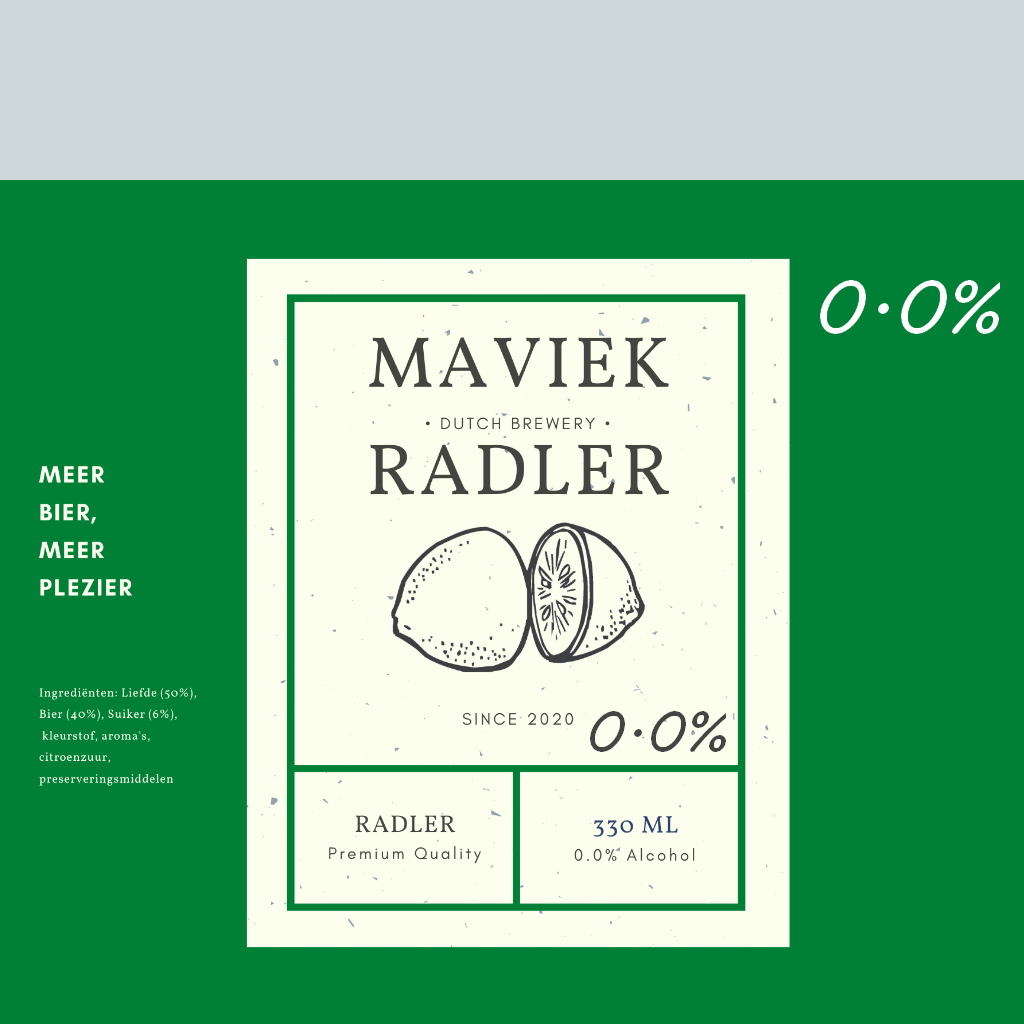 MEER
BIER,
MEER
PLEZIER
Ingrediënten: Liefde (50%),
Bier (40%), Suiker (6%),
kleurstof, aroma's,
citroenzuur,
preserveringsmiddelen
MAVIEK
• DUTCH BREWERY •
RADLER
SINCE 2020
0.0%
RADLER
Premium Quality
330 ML
0.0% Alcohol
0.0%